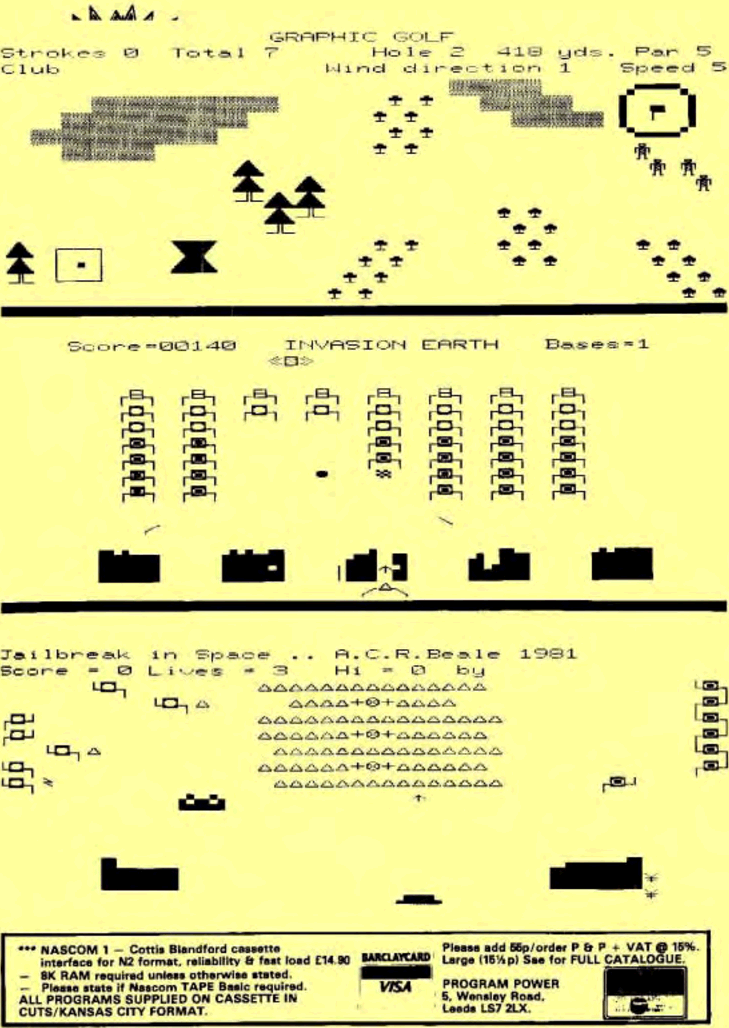 GRAPHIC GOLF
Strokes 0 Total 7 Hole 2 418 yds. Par 5
Club Wind direction 1 Speed 5
Score=00140 INVASION EARTH Bases=1
Jailbreak in Space .. A.C.R.Beale 1981
Score = 0 Lives = 3 Hi = 0 by
*** NASCOM 1 — Cottis Blandford cassette
interface for N2 format, reliability & fast load £14.90
— 8K RAM required unless otherwise stated.
— Please state if Nascom TAPE Basic required.
ALL PROGRAMS SUPPLIED ON CASSETTE IN
CUTS/KANSAS CITY FORMAT.
BARCLAYCARD
VISA
Please add 55p/order P & P + VAT @ 15%.
Large (15½p) See for FULL CATALOGUE.
PROGRAM POWER
5, Wensley Road,
Leeds LS7 2LX.